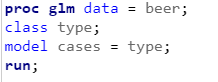 proc glm data = beer;
class type;
model cases = type;
run;